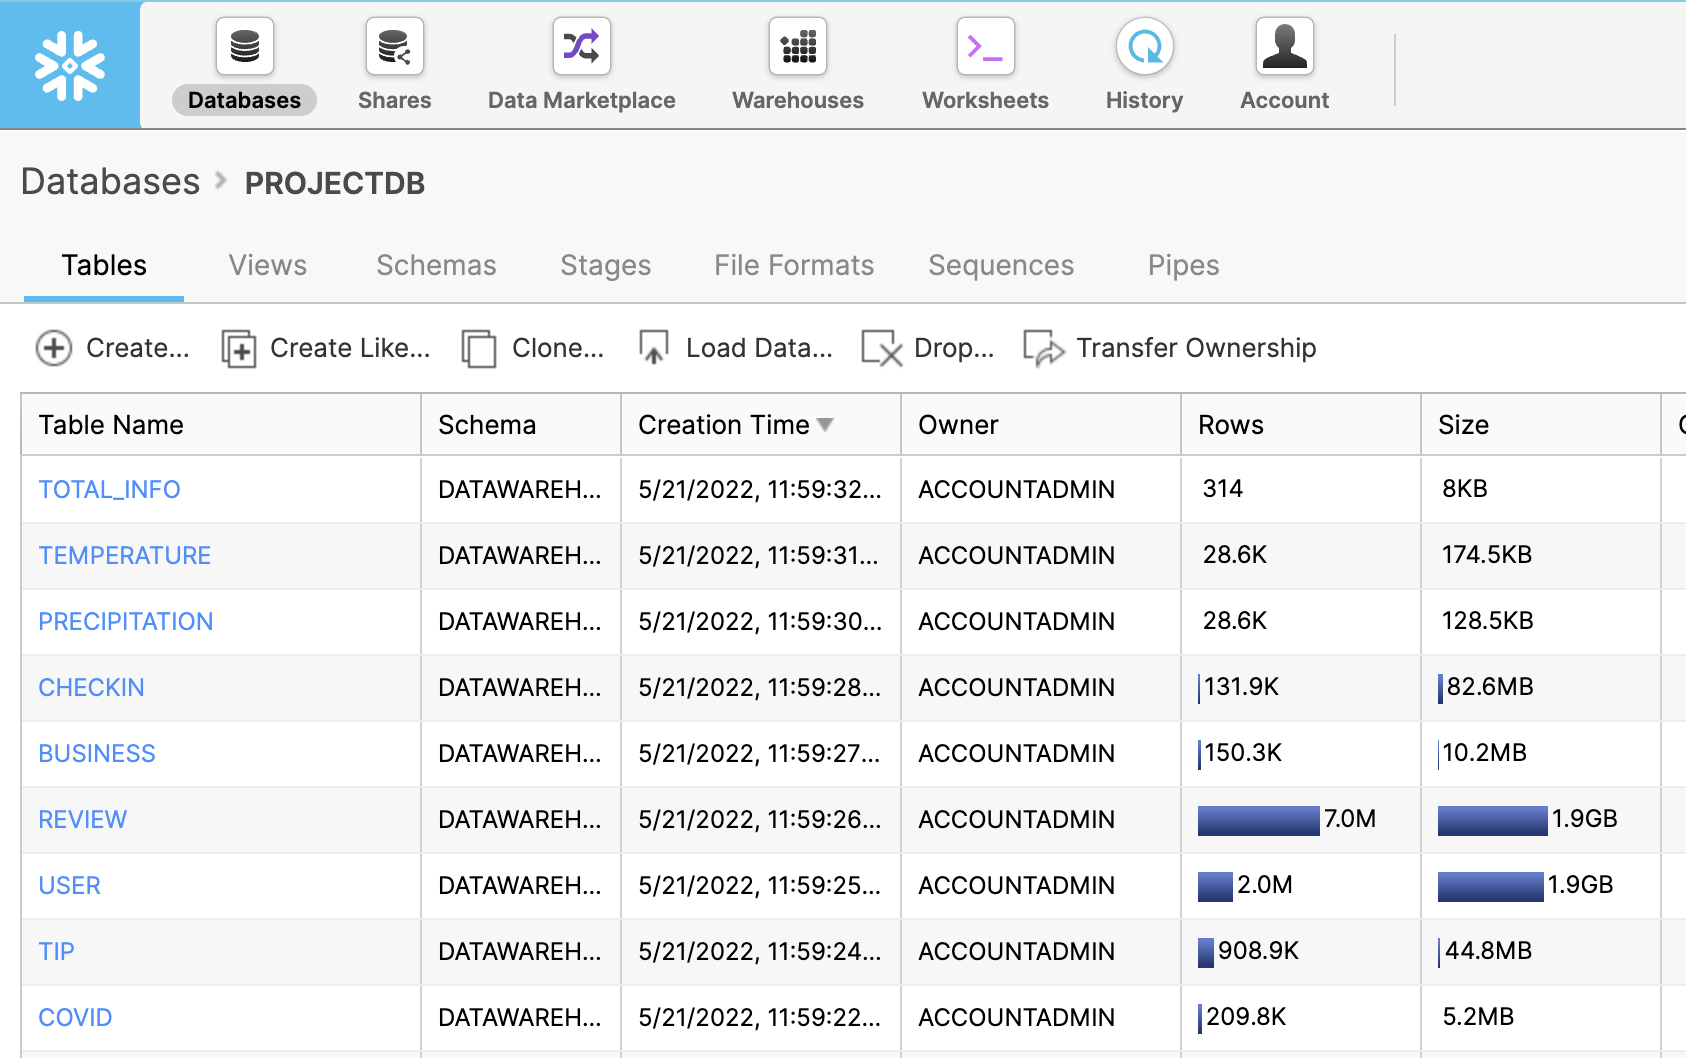 Databases Shares Data Marketplace Warehouses Worksheets History Account
Databases PROJECTDB
Tables Views Schemas Stages File Formats Sequences Pipes
Create... Create Like... Clone... Load Data... Drop... Transfer Ownership
Table Name Schema Creation Time Owner Rows Size
TOTAL_INFO DATAWAREH... 5/21/2022, 11:59:32... ACCOUNTADMIN 314 8KB
TEMPERATURE DATAWAREH... 5/21/2022, 11:59:31... ACCOUNTADMIN 28.6K 174.5KB
PRECIPITATION DATAWAREH... 5/21/2022, 11:59:30... ACCOUNTADMIN 28.6K 128.5KB
CHECKIN DATAWAREH... 5/21/2022, 11:59:28... ACCOUNTADMIN 131.9K 82.6MB
BUSINESS DATAWAREH... 5/21/2022, 11:59:27... ACCOUNTADMIN 150.3K 10.2MB
REVIEW DATAWAREH... 5/21/2022, 11:59:26... ACCOUNTADMIN 7.0M 1.9GB
USER DATAWAREH... 5/21/2022, 11:59:25... ACCOUNTADMIN 2.0M 1.9GB
TIP DATAWAREH... 5/21/2022, 11:59:24... ACCOUNTADMIN 908.9K 44.8MB
COVID DATAWAREH... 5/21/2022, 11:59:22... ACCOUNTADMIN 209.8K 5.2MB